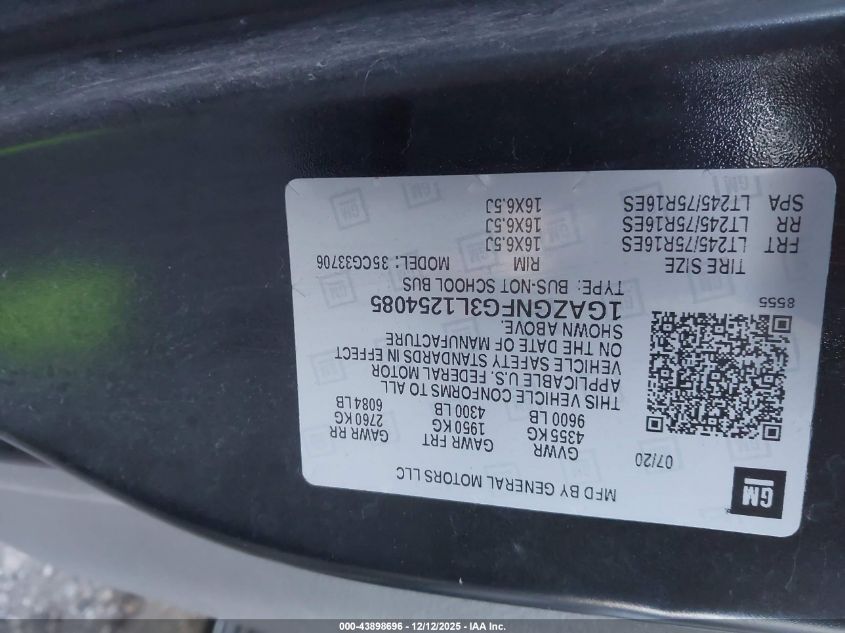 GM
MFD BY GENERAL MOTORS LLC
07/20
GVWR GAWR FRT GAWR RR
4355 KG 1950 KG 2760 KG
9600 LB 4300 LB 6084 LB
THIS VEHICLE CONFORMS TO ALL
APPLICABLE U.S. FEDERAL MOTOR
VEHICLE SAFETY STANDARDS IN EFFECT
ON THE DATE OF MANUFACTURE
SHOWN ABOVE.
1GAZGNFG3L1254085
8555
TYPE: BUS-NOT SCHOOL BUS
TIRE SIZE RIM MODEL: 35CG33706
FRT LT245/75R16ES 16X6.5J
RR LT245/75R16ES 16X6.5J
SPA LT245/75R16ES 16X6.5J
000-43898696 - 12/12/2025 - IAA Inc.